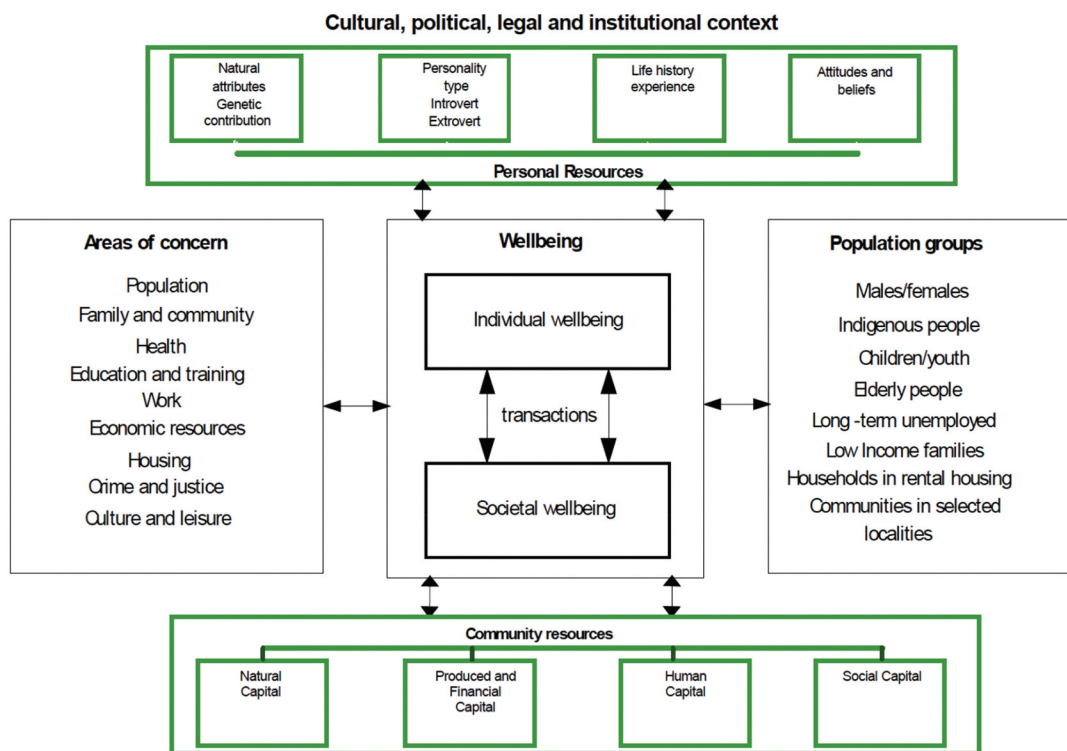 Cultural, political, legal and institutional context
Natural
attributes
Genetic
contribution
Personality
type
Introvert
Extrovert
Life history
experience
Attitudes and
beliefs
Personal Resources
Areas of concern
Population
Family and community
Health
Education and training
Work
Economic resources
Housing
Crime and justice
Culture and leisure
Wellbeing
Individual wellbeing
transactions
Societal wellbeing
Population groups
Males/females
Indigenous people
Children/youth
Elderly people
Long -term unemployed
Low Income families
Households in rental housing
Communities in selected
localities
Community resources
Natural
Capital
Produced and
Financial
Capital
Human
Capital
Social Capital